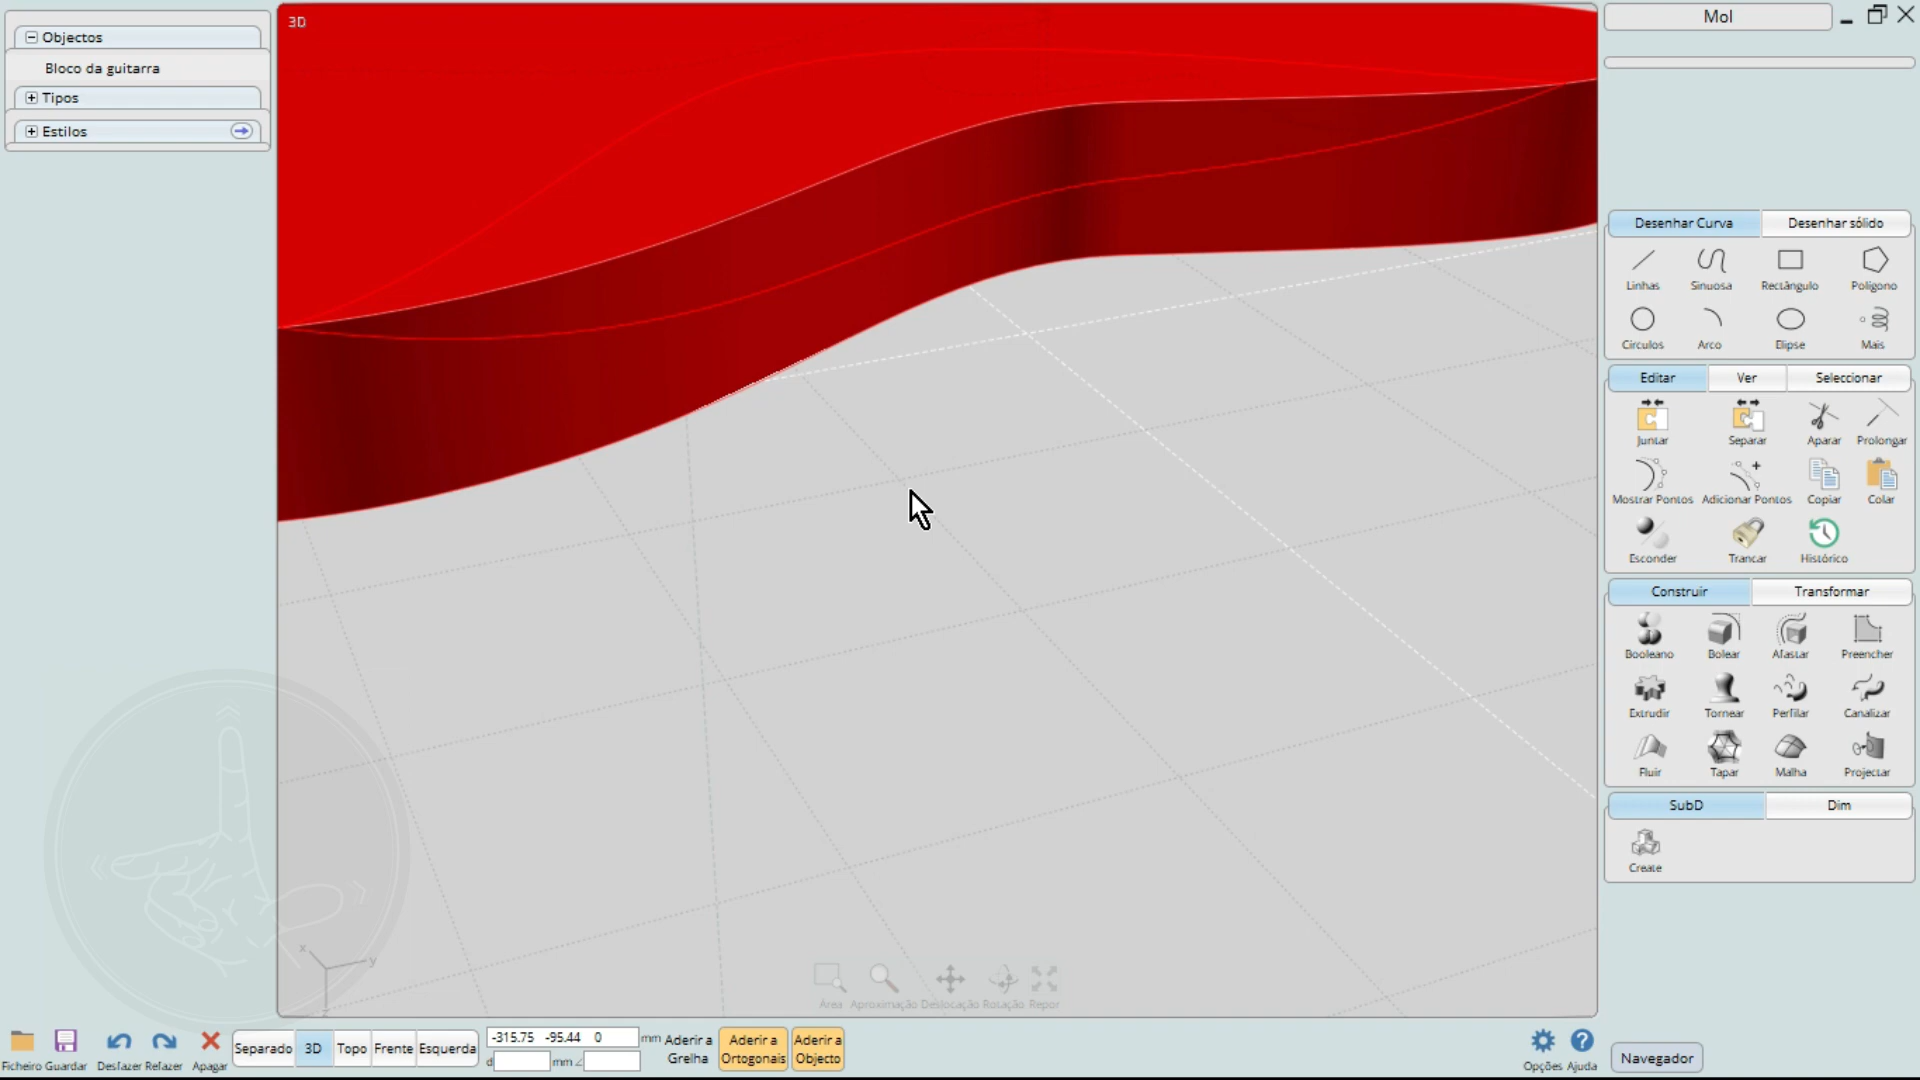 Objectos
Bloco da guitarra
Tipos
Estilos
3D
MoI
Desenhar Curva Desenhar sólido
Linhas Sinuosa Rectângulo Polígono
Círculos Arco Elipse Mais
Editar Ver Seleccionar
Juntar Separar Aparar Prolongar
Mostrar Pontos Adicionar Pontos Copiar Colar
Esconder Trancar Histórico
Construir Transformar
Booleano Bolear Afastar Preencher
Extrudir Tornear Perfilar Canalizar
Fluir Tapar Malha Projectar
SubD Dim
Create
x y z
Área Aproximação Deslocação Rotação Repor
Ficheiro Guardar Desfazer Refazer Apagar
Separado 3D Topo Frente Esquerda
-315.75 -95.44 0 mm
d mm ∠
Aderir a Grelha
Aderir a Ortogonais
Aderir a Objecto
Opções Ajuda
Navegador